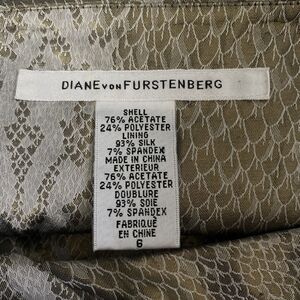 DIANE VON FURSTENBERG
SHELL
76% ACETATE
24% POLYESTER
LINING
93% SILK
7% SPANDEX
MADE IN CHINA
EXTERIEUR
76% ACETATE
24% POLYESTER
DOUBLURE
93% SOIE
7% SPANDEX
FABRIQUÉ
EN CHINE
6